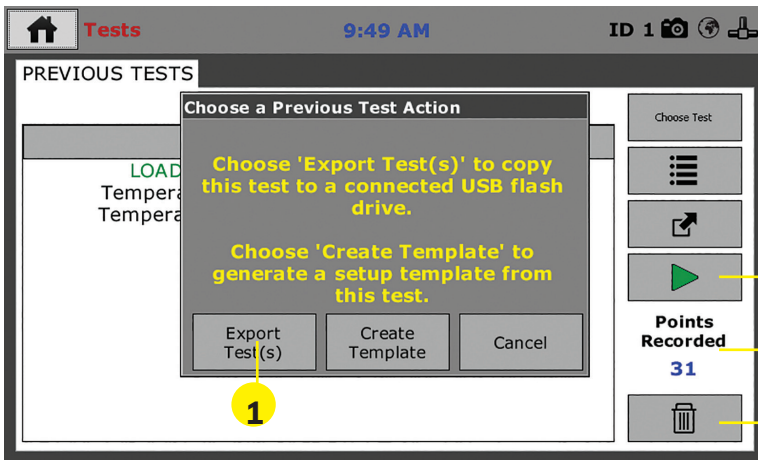 Tests
9:49 AM
ID 1
PREVIOUS TESTS
Choose a Previous Test Action
Choose Test
Choose 'Export Test(s)' to copy
this test to a connected USB flash
drive.
LOAD
Tempera
Tempera
Choose 'Create Template' to
generate a setup template from
this test.
Export
Test(s)
Create
Template
Cancel
Points
Recorded
31
1